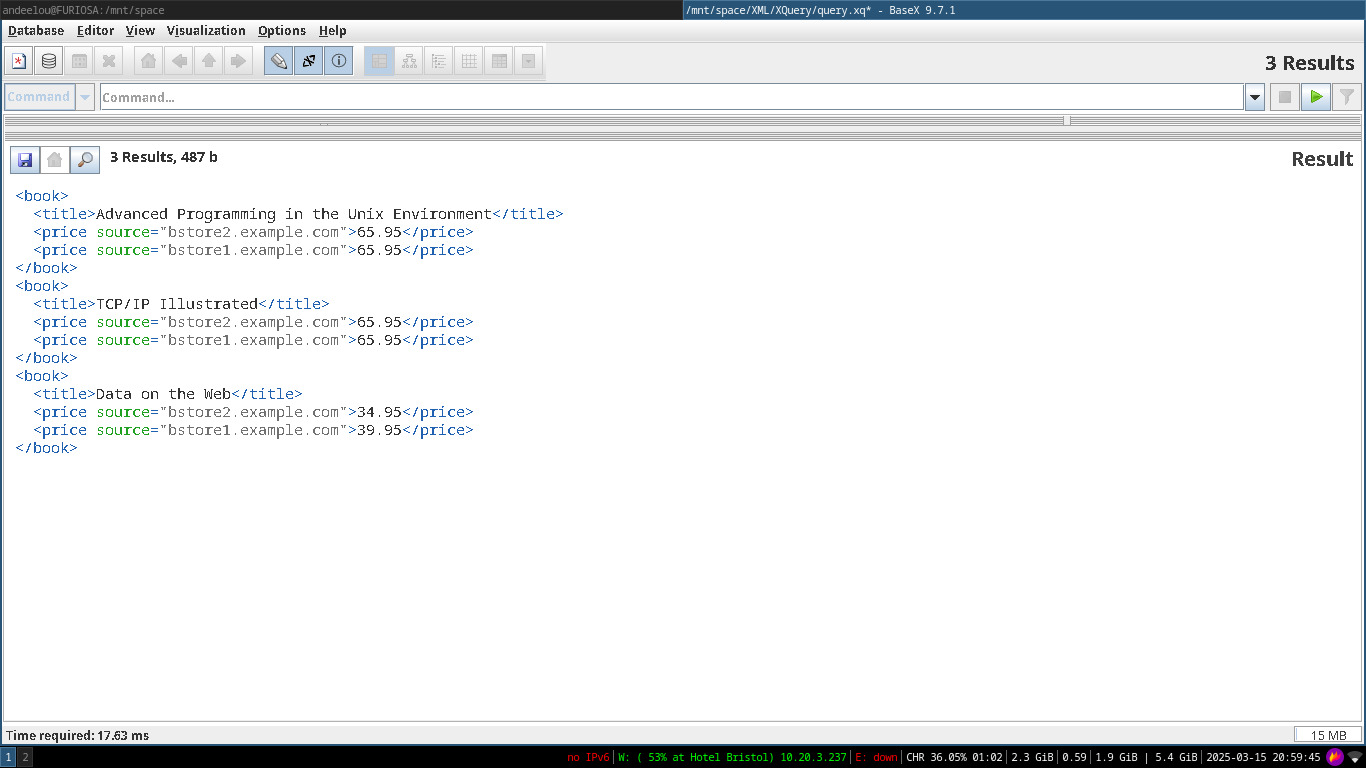 andeelou@FURIOSA:/mnt/space
/mnt/space/XML/XQuery/query.xq* - BaseX 9.7.1
Database Editor View Visualization Options Help
3 Results
Command
Command...
3 Results, 487 b
Result
<book>
  <title>Advanced Programming in the Unix Environment</title>
  <price source="bstore2.example.com">65.95</price>
  <price source="bstore1.example.com">65.95</price>
</book>
<book>
  <title>TCP/IP Illustrated</title>
  <price source="bstore2.example.com">65.95</price>
  <price source="bstore1.example.com">65.95</price>
</book>
<book>
  <title>Data on the Web</title>
  <price source="bstore2.example.com">34.95</price>
  <price source="bstore1.example.com">39.95</price>
</book>
Time required: 17.63 ms
15 MB
1 2
no IPv6 | W: ( 53% at Hotel Bristol) 10.20.3.237 | E: down | CHR 36.05% 01:02 | 2.3 GiB | 0.59 | 1.9 GiB | 5.4 GiB | 2025-03-15 20:59:45